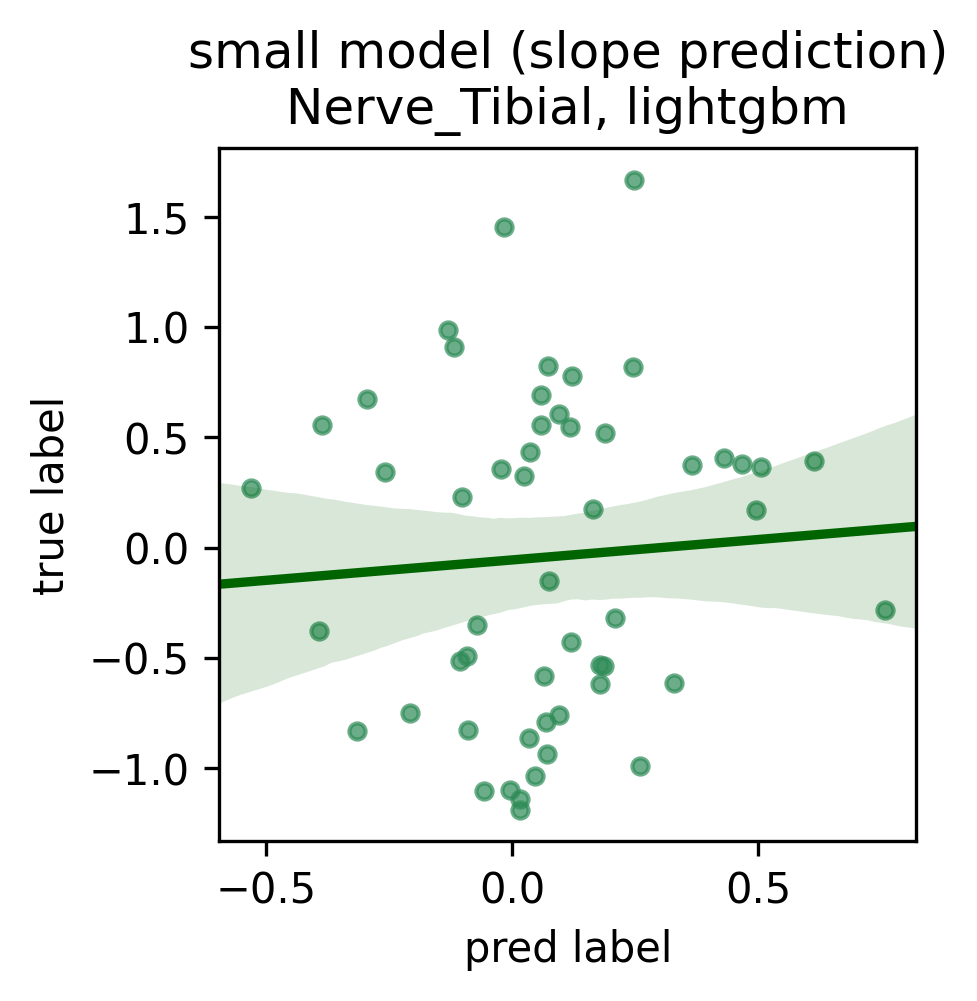 small model (slope prediction)
Nerve_Tibial, lightgbm
1.5
1.0
0.5
0.0
−0.5
−1.0
true label
−0.5 0.0 0.5
pred label